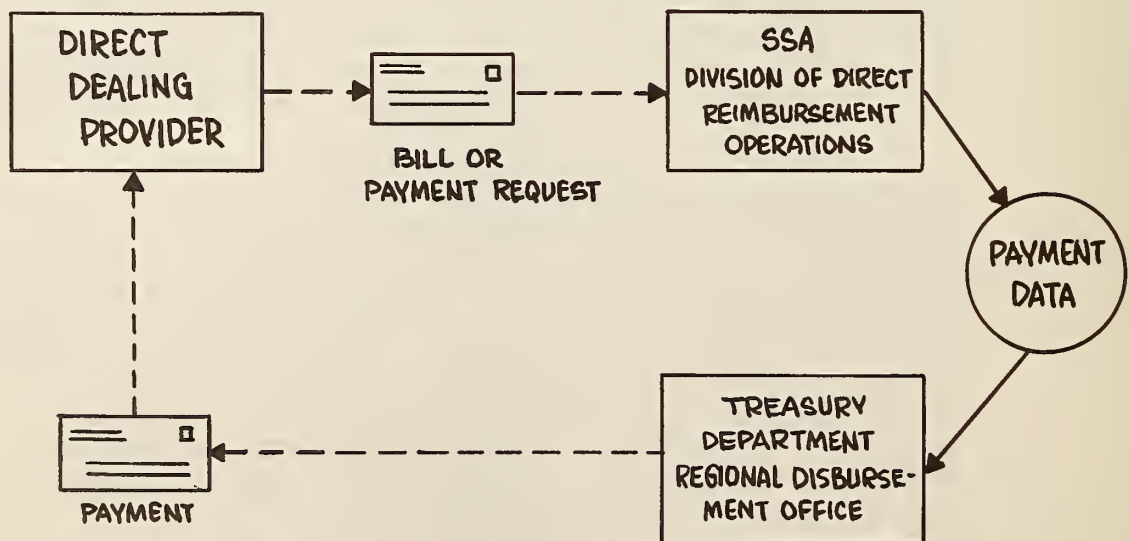 DIRECT
DEALING
PROVIDER
BILL OR
PAYMENT REQUEST
SSA
DIVISION OF DIRECT
REIMBURSEMENT
OPERATIONS
PAYMENT
DATA
TREASURY
DEPARTMENT
REGIONAL DISBURSE-
MENT OFFICE
PAYMENT